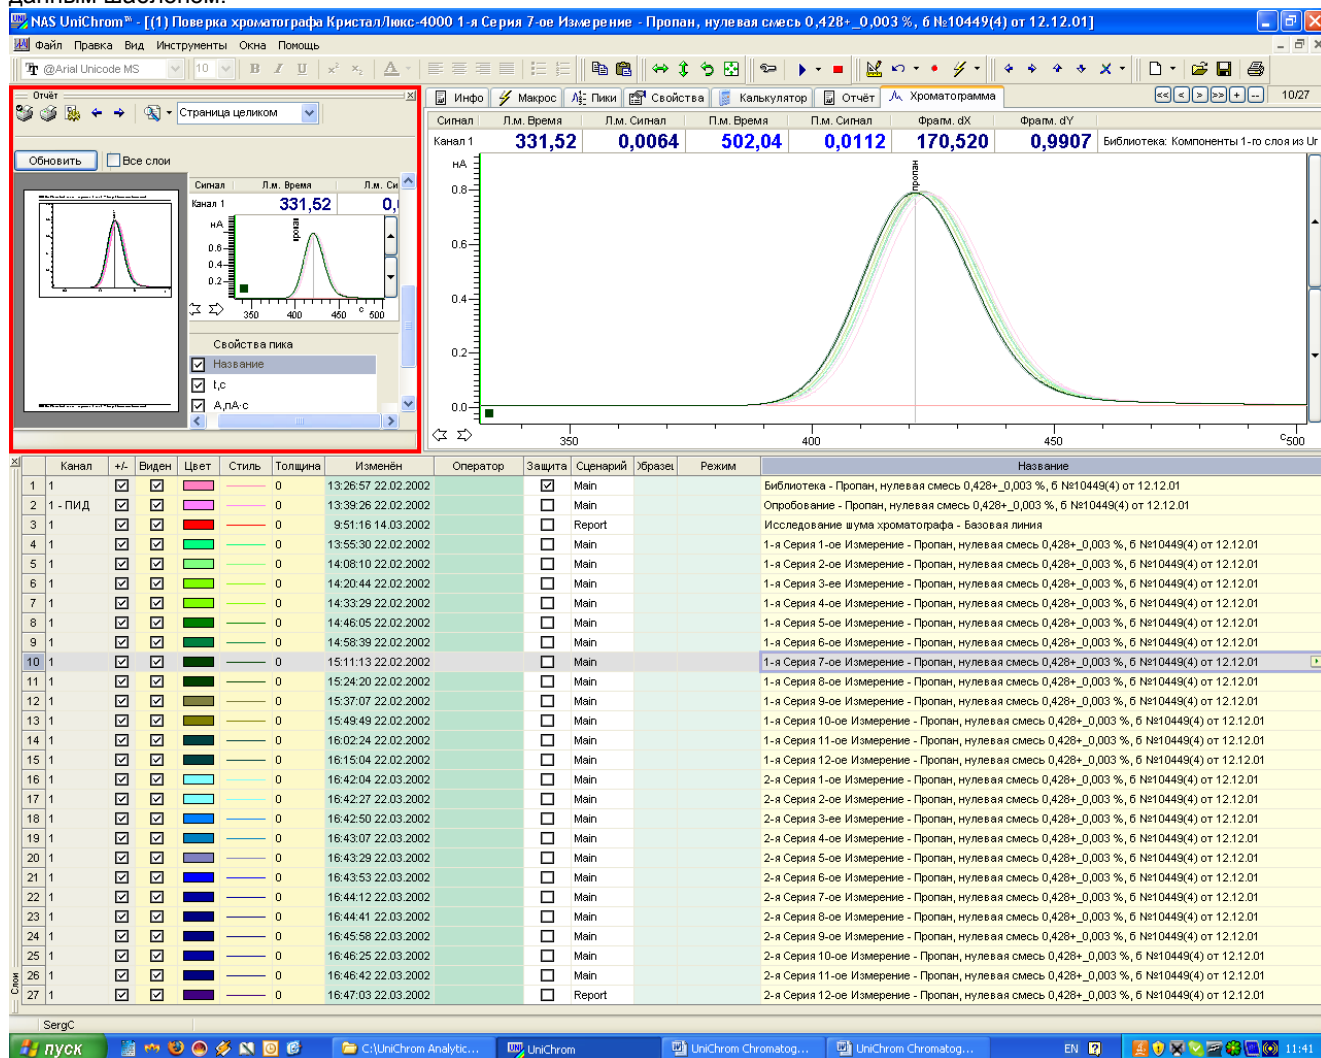 данным шаблоном.
NAS UniChrom™ - [(1) Поверка хроматографа КристалЛюкс-4000 1-я Серия 7-ое Измерение - Пропан, нулевая смесь 0,428+_0,003 %, б №10449(4) от 12.12.01]
Файл Правка Вид Инструменты Окна Помощь
@Arial Unicode MS 10 B I U x² x₂ A
Отчёт
Страница целиком
Обновить Все слои
Сигнал Л.м. Время Л.м. Си
Канал 1 331,52 0,
нА
пропан
0.6
0.4
0.2
350 400 450 с 500
Свойства пика
Название
t,с
А,пА·с
Инфо Макрос Пики Свойства Калькулятор Отчёт Хроматограмма << < > >> + -- 10/27
Сигнал Л.м. Время Л.м. Сигнал П.м. Время П.м. Сигнал Фрагм. dX Фрагм. dY
Канал 1 331,52 0,0064 502,04 0,0112 170,520 0,9907 Библиотека: Компоненты 1-го слоя из Ur
нА
пропан
0.8
0.6
0.4
0.2
0.0
350 400 450 с500
Канал +/- Виден Цвет Стиль Толщина Изменён Оператор Защита Сценарий Образец Режим Название
1 1 0 13:26:57 22.02.2002 Main Библиотека - Пропан, нулевая смесь 0,428+_0,003 %, б №10449(4) от 12.12.01
2 1 - ПИД 0 13:39:26 22.02.2002 Main Опробование - Пропан, нулевая смесь 0,428+_0,003 %, б №10449(4) от 12.12.01
3 1 0 9:51:16 14.03.2002 Report Исследование шума хроматографа - Базовая линия
4 1 0 13:55:30 22.02.2002 Main 1-я Серия 1-ое Измерение - Пропан, нулевая смесь 0,428+_0,003 %, б №10449(4) от 12.12.01
5 1 0 14:08:10 22.02.2002 Main 1-я Серия 2-ое Измерение - Пропан, нулевая смесь 0,428+_0,003 %, б №10449(4) от 12.12.01
6 1 0 14:20:44 22.02.2002 Main 1-я Серия 3-ее Измерение - Пропан, нулевая смесь 0,428+_0,003 %, б №10449(4) от 12.12.01
7 1 0 14:33:29 22.02.2002 Main 1-я Серия 4-ое Измерение - Пропан, нулевая смесь 0,428+_0,003 %, б №10449(4) от 12.12.01
8 1 0 14:46:05 22.02.2002 Main 1-я Серия 5-ое Измерение - Пропан, нулевая смесь 0,428+_0,003 %, б №10449(4) от 12.12.01
9 1 0 14:58:39 22.02.2002 Main 1-я Серия 6-ое Измерение - Пропан, нулевая смесь 0,428+_0,003 %, б №10449(4) от 12.12.01
10 1 0 15:11:13 22.02.2002 Main 1-я Серия 7-ое Измерение - Пропан, нулевая смесь 0,428+_0,003 %, б №10449(4) от 12.12.01
11 1 0 15:24:20 22.02.2002 Main 1-я Серия 8-ое Измерение - Пропан, нулевая смесь 0,428+_0,003 %, б №10449(4) от 12.12.01
12 1 0 15:37:07 22.02.2002 Main 1-я Серия 9-ое Измерение - Пропан, нулевая смесь 0,428+_0,003 %, б №10449(4) от 12.12.01
13 1 0 15:49:49 22.02.2002 Main 1-я Серия 10-ое Измерение - Пропан, нулевая смесь 0,428+_0,003 %, б №10449(4) от 12.12.01
14 1 0 16:02:24 22.02.2002 Main 1-я Серия 11-ое Измерение - Пропан, нулевая смесь 0,428+_0,003 %, б №10449(4) от 12.12.01
15 1 0 16:15:04 22.02.2002 Main 1-я Серия 12-ое Измерение - Пропан, нулевая смесь 0,428+_0,003 %, б №10449(4) от 12.12.01
16 1 0 16:42:04 22.03.2002 Main 2-я Серия 1-ое Измерение - Пропан, нулевая смесь 0,428+_0,003 %, б №10449(4) от 12.12.01
17 1 0 16:42:27 22.03.2002 Main 2-я Серия 2-ое Измерение - Пропан, нулевая смесь 0,428+_0,003 %, б №10449(4) от 12.12.01
18 1 0 16:42:50 22.03.2002 Main 2-я Серия 3-ее Измерение - Пропан, нулевая смесь 0,428+_0,003 %, б №10449(4) от 12.12.01
19 1 0 16:43:07 22.03.2002 Main 2-я Серия 4-ое Измерение - Пропан, нулевая смесь 0,428+_0,003 %, б №10449(4) от 12.12.01
20 1 0 16:43:29 22.03.2002 Main 2-я Серия 5-ое Измерение - Пропан, нулевая смесь 0,428+_0,003 %, б №10449(4) от 12.12.01
21 1 0 16:43:53 22.03.2002 Main 2-я Серия 6-ое Измерение - Пропан, нулевая смесь 0,428+_0,003 %, б №10449(4) от 12.12.01
22 1 0 16:44:12 22.03.2002 Main 2-я Серия 7-ое Измерение - Пропан, нулевая смесь 0,428+_0,003 %, б №10449(4) от 12.12.01
23 1 0 16:44:41 22.03.2002 Main 2-я Серия 8-ое Измерение - Пропан, нулевая смесь 0,428+_0,003 %, б №10449(4) от 12.12.01
24 1 0 16:45:58 22.03.2002 Main 2-я Серия 9-ое Измерение - Пропан, нулевая смесь 0,428+_0,003 %, б №10449(4) от 12.12.01
25 1 0 16:46:25 22.03.2002 Main 2-я Серия 10-ое Измерение - Пропан, нулевая смесь 0,428+_0,003 %, б №10449(4) от 12.12.01
26 1 0 16:46:42 22.03.2002 Main 2-я Серия 11-ое Измерение - Пропан, нулевая смесь 0,428+_0,003 %, б №10449(4) от 12.12.01
27 1 0 16:47:03 22.03.2002 Report 2-я Серия 12-ое Измерение - Пропан, нулевая смесь 0,428+_0,003 %, б №10449(4) от 12.12.01
Слои
SergC
пуск C:\UniChrom Analytic... UniChrom UniChrom Chromatog... UniChrom Chromatog... EN 11:41